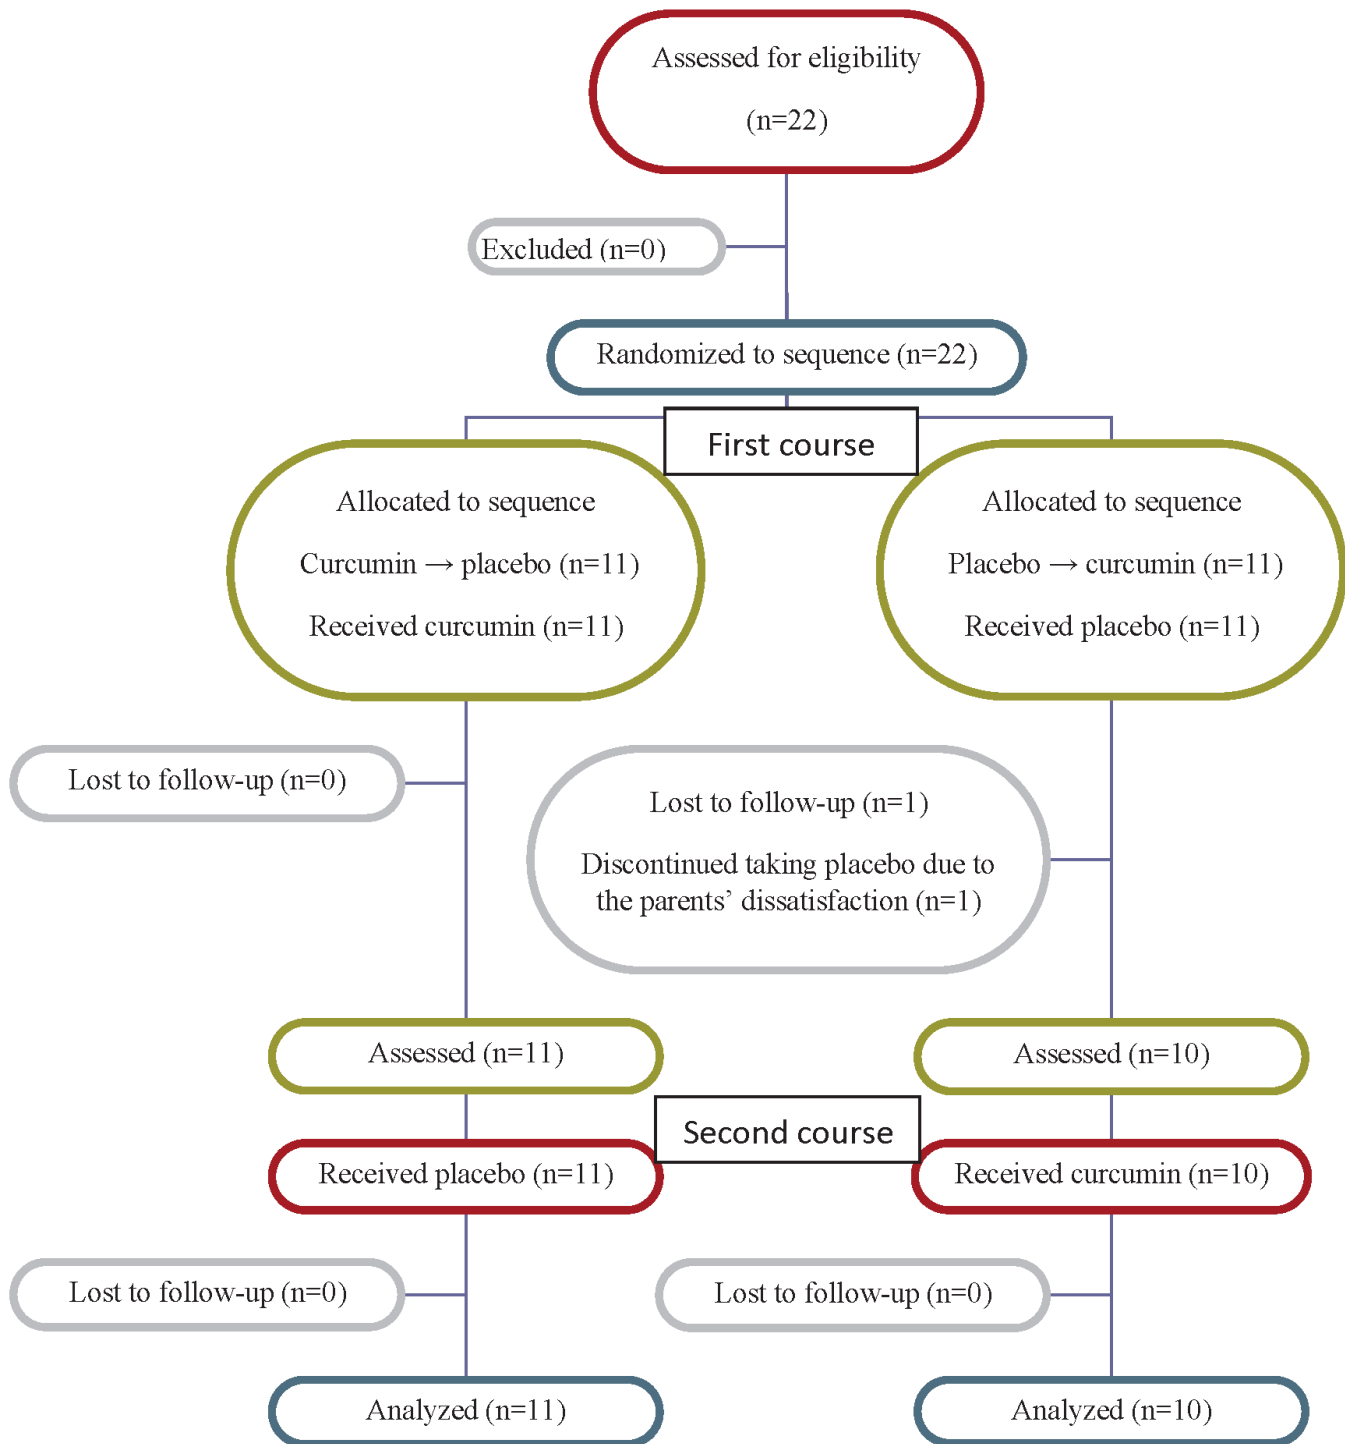 Assessed for eligibility
(n=22)
Excluded (n=0)
Randomized to sequence (n=22)
First course
Allocated to sequence
Curcumin → placebo (n=11)
Received curcumin (n=11)
Allocated to sequence
Placebo → curcumin (n=11)
Received placebo (n=11)
Lost to follow-up (n=0)
Lost to follow-up (n=1)
Discontinued taking placebo due to
the parents’ dissatisfaction (n=1)
Assessed (n=11)
Assessed (n=10)
Second course
Received placebo (n=11)
Received curcumin (n=10)
Lost to follow-up (n=0)
Lost to follow-up (n=0)
Analyzed (n=11)
Analyzed (n=10)